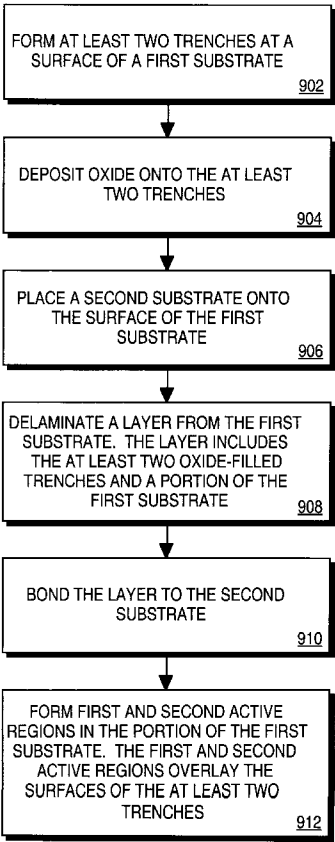 FORM AT LEAST TWO TRENCHES AT A
SURFACE OF A FIRST SUBSTRATE
902
DEPOSIT OXIDE ONTO THE AT LEAST
TWO TRENCHES
904
PLACE A SECOND SUBSTRATE ONTO
THE SURFACE OF THE FIRST
SUBSTRATE
906
DELAMINATE A LAYER FROM THE FIRST
SUBSTRATE. THE LAYER INCLUDES
THE AT LEAST TWO OXIDE-FILLED
TRENCHES AND A PORTION OF THE
FIRST SUBSTRATE
908
BOND THE LAYER TO THE SECOND
SUBSTRATE
910
FORM FIRST AND SECOND ACTIVE
REGIONS IN THE PORTION OF THE FIRST
SUBSTRATE. THE FIRST AND SECOND
ACTIVE REGIONS OVERLAY THE
SURFACES OF THE AT LEAST TWO
TRENCHES
912